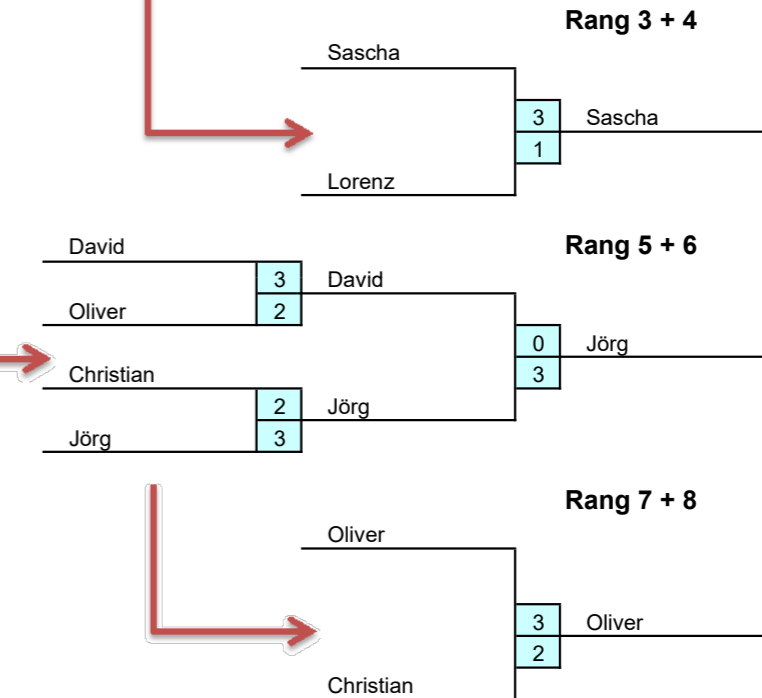 Rang 3 + 4
Sascha
3 Sascha
1
Lorenz
Rang 5 + 6
David
3 David
Oliver 2
0 Jörg
3
Christian
2 Jörg
Jörg 3
Rang 7 + 8
Oliver
3 Oliver
2
Christian